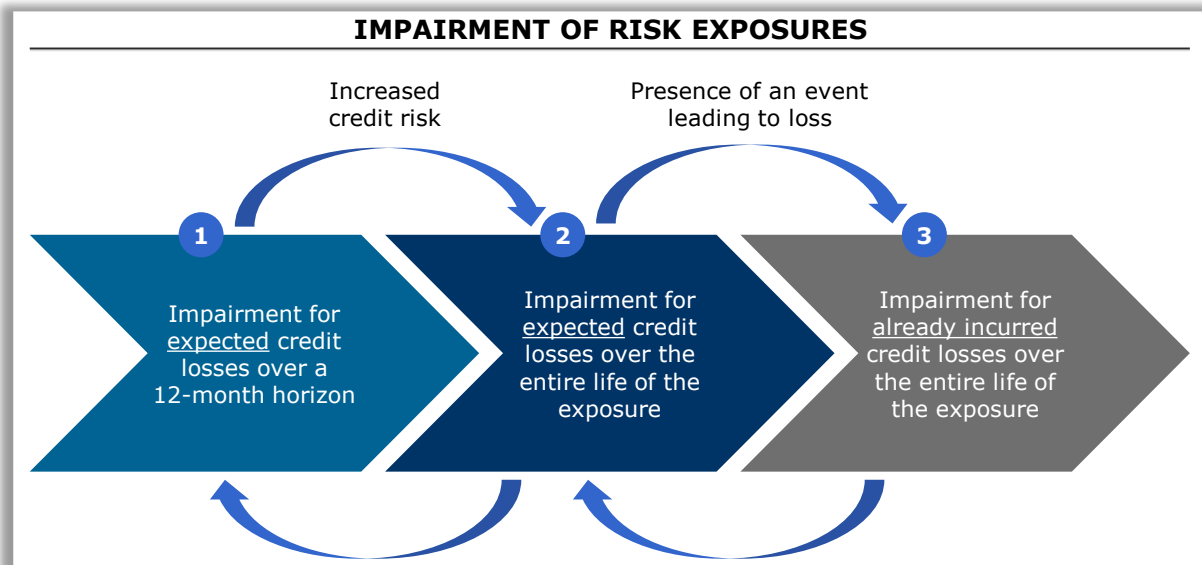 IMPAIRMENT OF RISK EXPOSURES
Increased
credit risk
Presence of an event
leading to loss
1
2
3
Impairment for
expected credit
losses over a
12-month horizon
Impairment for
expected credit
losses over the
entire life of the
exposure
Impairment for
already incurred
credit losses over
the entire life of
the exposure